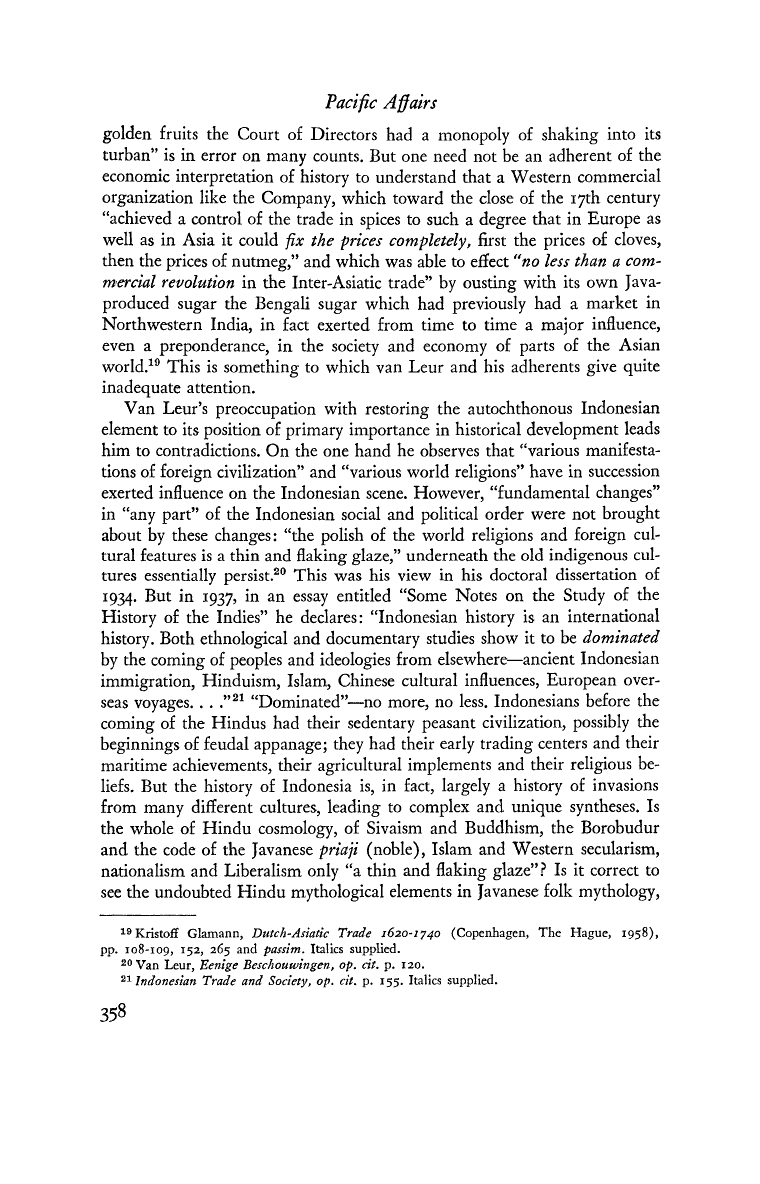 Pacific Affairs
golden fruits the Court of Directors had a monopoly of shaking into its
turban” is in error on many counts. But one need not be an adherent of the
economic interpretation of history to understand that a Western commercial
organization like the Company, which toward the close of the 17th century
“achieved a control of the trade in spices to such a degree that in Europe as
well as in Asia it could fix the prices completely, first the prices of cloves,
then the prices of nutmeg,” and which was able to effect “no less than a com-
mercial revolution in the Inter-Asiatic trade” by ousting with its own Java-
produced sugar the Bengali sugar which had previously had a market in
Northwestern India, in fact exerted from time to time a major influence,
even a preponderance, in the society and economy of parts of the Asian
world.¹⁹ This is something to which van Leur and his adherents give quite
inadequate attention.
Van Leur’s preoccupation with restoring the autochthonous Indonesian
element to its position of primary importance in historical development leads
him to contradictions. On the one hand he observes that “various manifesta-
tions of foreign civilization” and “various world religions” have in succession
exerted influence on the Indonesian scene. However, “fundamental changes”
in “any part” of the Indonesian social and political order were not brought
about by these changes: “the polish of the world religions and foreign cul-
tural features is a thin and flaking glaze,” underneath the old indigenous cul-
tures essentially persist.²⁰ This was his view in his doctoral dissertation of
1934. But in 1937, in an essay entitled “Some Notes on the Study of the
History of the Indies” he declares: “Indonesian history is an international
history. Both ethnological and documentary studies show it to be dominated
by the coming of peoples and ideologies from elsewhere—ancient Indonesian
immigration, Hinduism, Islam, Chinese cultural influences, European over-
seas voyages. . . .”²¹ “Dominated”—no more, no less. Indonesians before the
coming of the Hindus had their sedentary peasant civilization, possibly the
beginnings of feudal appanage; they had their early trading centers and their
maritime achievements, their agricultural implements and their religious be-
liefs. But the history of Indonesia is, in fact, largely a history of invasions
from many different cultures, leading to complex and unique syntheses. Is
the whole of Hindu cosmology, of Sivaism and Buddhism, the Borobudur
and the code of the Javanese priaji (noble), Islam and Western secularism,
nationalism and Liberalism only “a thin and flaking glaze”? Is it correct to
see the undoubted Hindu mythological elements in Javanese folk mythology,
¹⁹ Kristoff Glamann, Dutch-Asiatic Trade 1620-1740 (Copenhagen, The Hague, 1958),
pp. 108-109, 152, 265 and passim. Italics supplied.
²⁰ Van Leur, Eenige Beschouwingen, op. cit. p. 120.
²¹ Indonesian Trade and Society, op. cit. p. 155. Italics supplied.
358